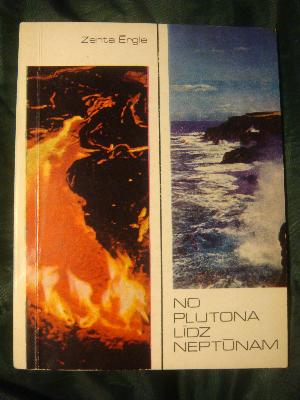 Zenta Ērgle
NO
PLUTONA
LĪDZ
NEPTŪNAM